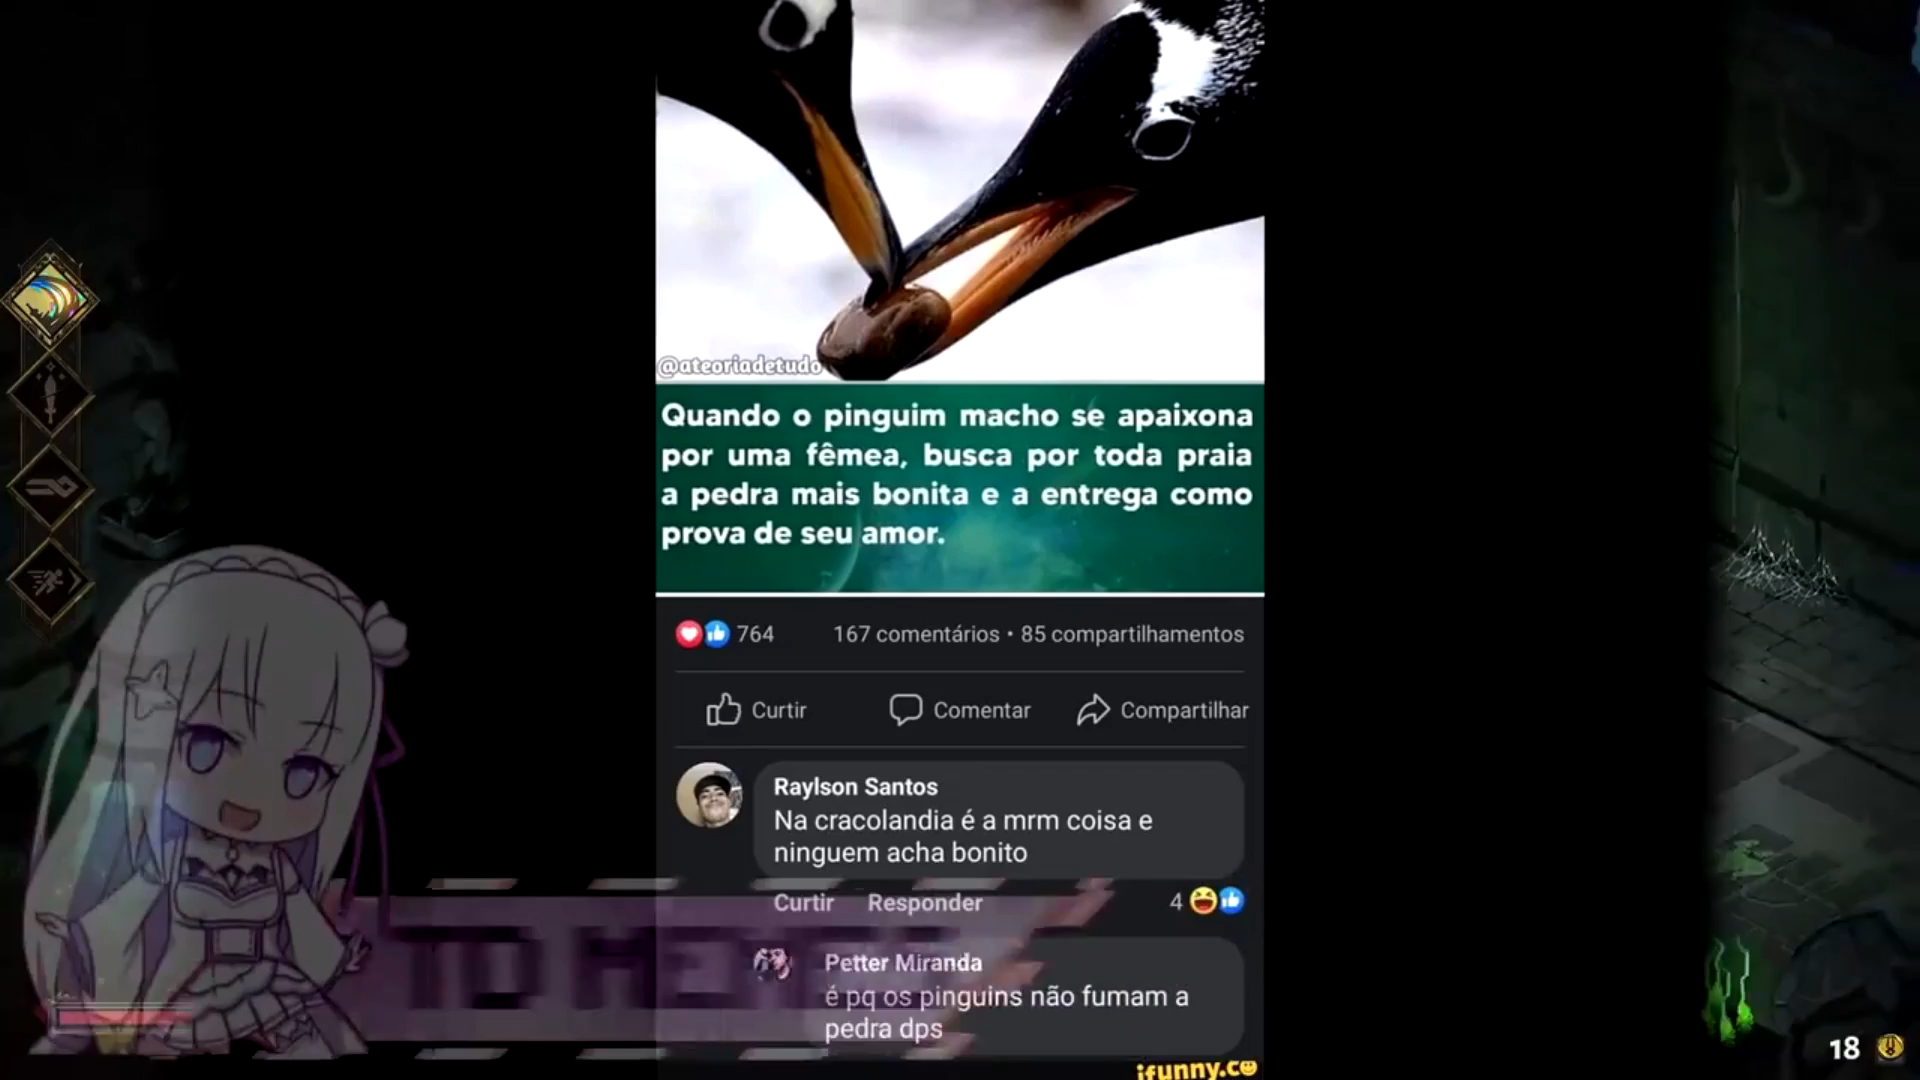 @ateoriadetudo
Quando o pinguim macho se apaixona
por uma fêmea, busca por toda praia
a pedra mais bonita e a entrega como
prova de seu amor.
764 167 comentários • 85 compartilhamentos
Curtir Comentar Compartilhar
Raylson Santos
Na cracolandia é a mrm coisa e
ninguem acha bonito
Curtir Responder 4
Petter Miranda
é pq os pinguins não fumam a
pedra dps
18
ifunny.co